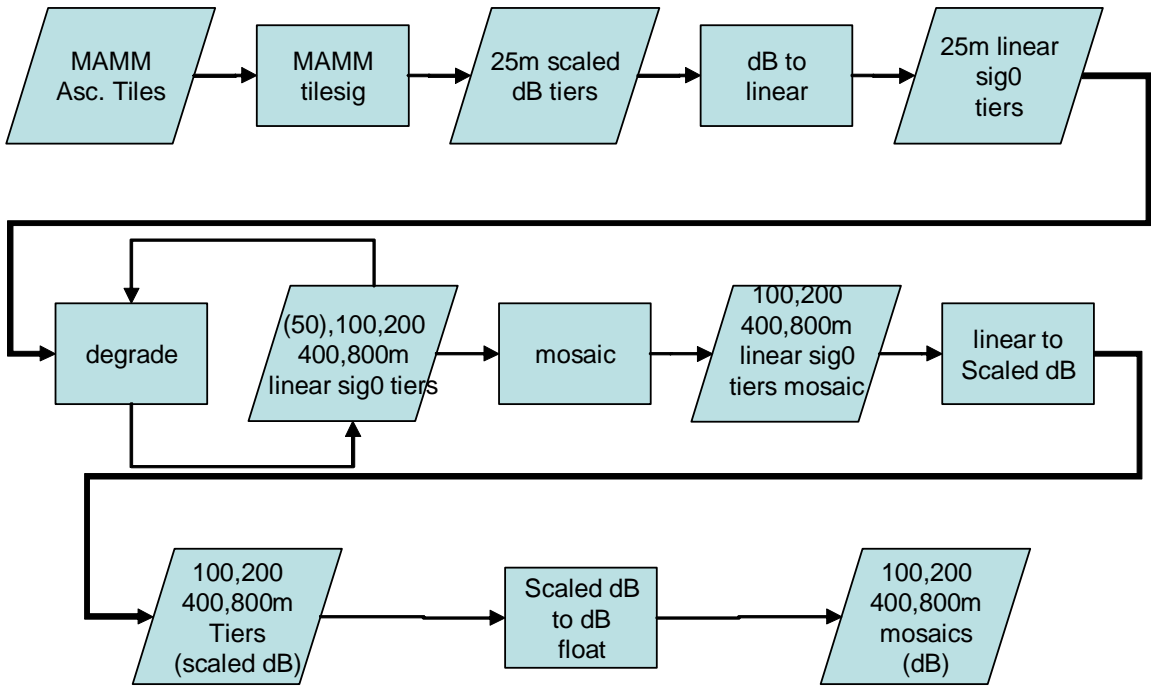 MAMM
Asc. Tiles
MAMM
tilesig
25m scaled
dB tiers
dB to
linear
25m linear
sig0
tiers
degrade
(50),100,200
400,800m
linear sig0 tiers
mosaic
100,200
400,800m
linear sig0
tiers mosaic
linear to
Scaled dB
100,200
400,800m
Tiers
(scaled dB)
Scaled dB
to dB
float
100,200
400,800m
mosaics
(dB)